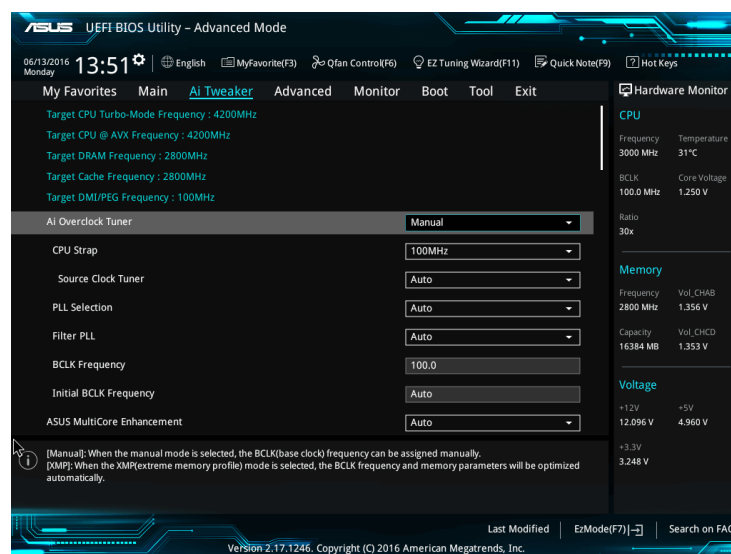 ASUS UEFI BIOS Utility – Advanced Mode
06/13/2016
Monday
13:51
English MyFavorite(F3) Qfan Control(F6) EZ Tuning Wizard(F11) Quick Note(F9) ? Hot Keys
My Favorites Main Ai Tweaker Advanced Monitor Boot Tool Exit
Target CPU Turbo-Mode Frequency : 4200MHz
Target CPU @ AVX Frequency : 4200MHz
Target DRAM Frequency : 2800MHz
Target Cache Frequency : 2800MHz
Target DMI/PEG Frequency : 100MHz
Ai Overclock Tuner Manual
CPU Strap 100MHz
Source Clock Tuner Auto
PLL Selection Auto
Filter PLL Auto
BCLK Frequency 100.0
Initial BCLK Frequency Auto
ASUS MultiCore Enhancement Auto
[Manual]: When the manual mode is selected, the BCLK(base clock) frequency can be assigned manually.
[XMP]: When the XMP(extreme memory profile) mode is selected, the BCLK frequency and memory parameters will be optimized
automatically.
Hardware Monitor
CPU
Frequency Temperature
3000 MHz 31°C
BCLK Core Voltage
100.0 MHz 1.250 V
Ratio
30x
Memory
Frequency Vol_CHAB
2800 MHz 1.356 V
Capacity Vol_CHCD
16384 MB 1.353 V
Voltage
+12V +5V
12.096 V 4.960 V
+3.3V
3.248 V
Last Modified EzMode(F7) Search on FAQ
Version 2.17.1246. Copyright (C) 2016 American Megatrends, Inc.